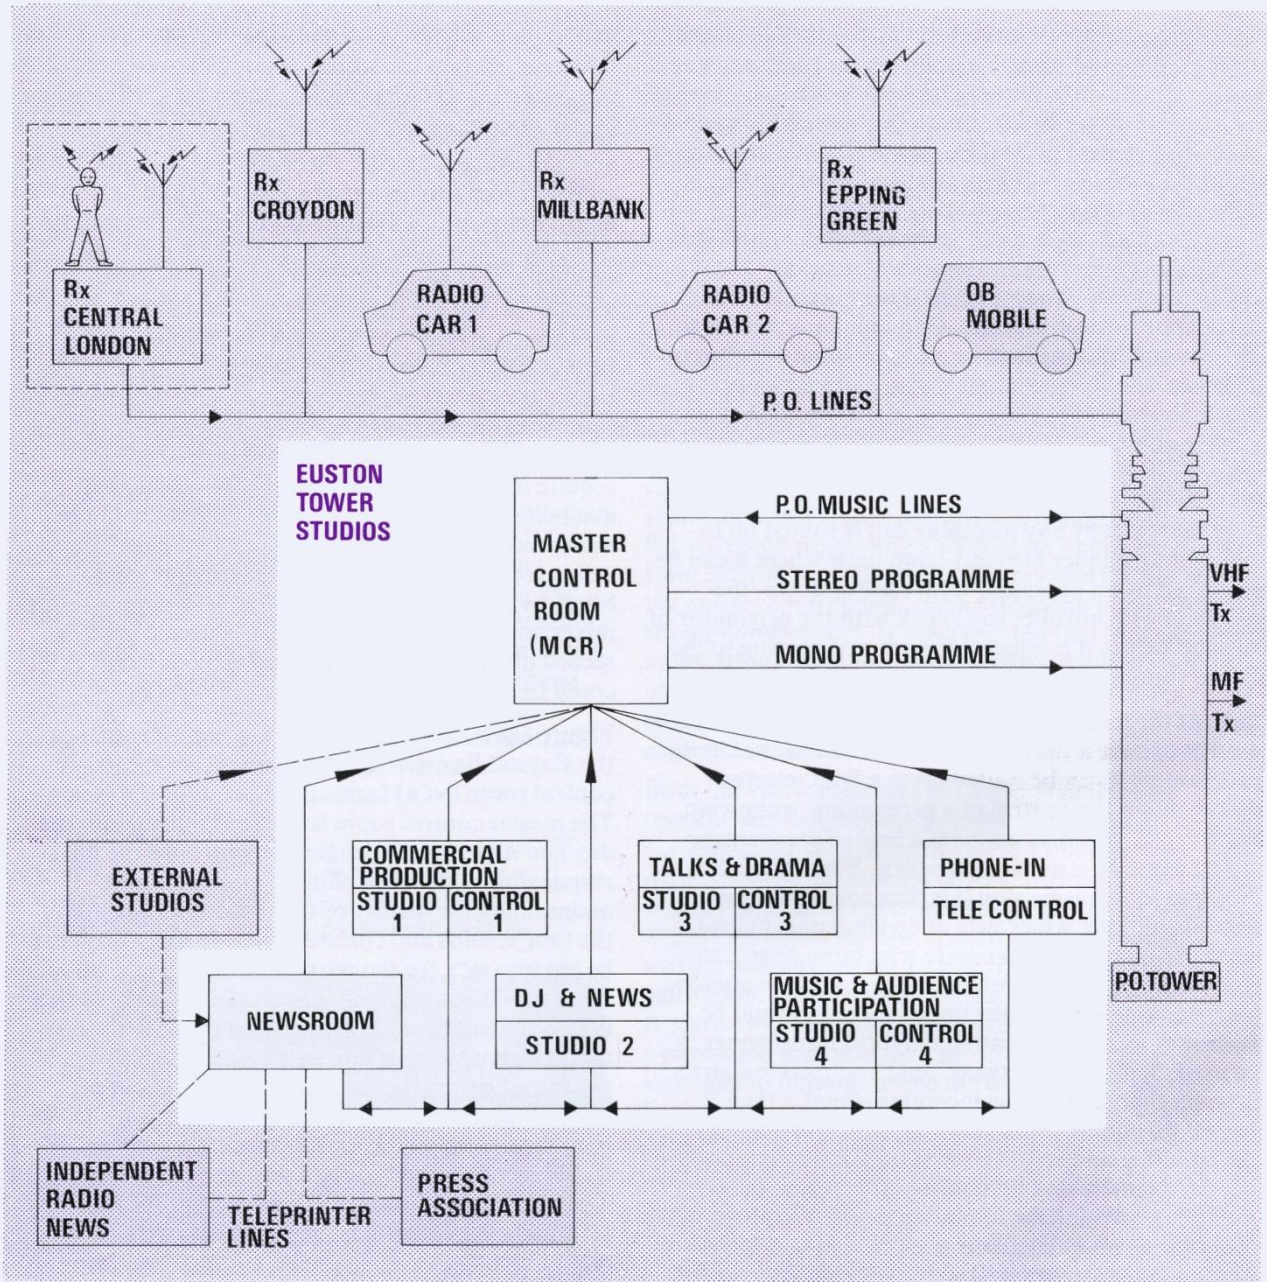 Rx
CROYDON
Rx
MILLBANK
Rx
EPPING
GREEN
Rx
CENTRAL
LONDON
RADIO
CAR 1
RADIO
CAR 2
OB
MOBILE
P.O. LINES
EUSTON
TOWER
STUDIOS
MASTER
CONTROL
ROOM
(MCR)
P.O. MUSIC LINES
STEREO PROGRAMME
MONO PROGRAMME
VHF
Tx
MF
Tx
P.O. TOWER
EXTERNAL
STUDIOS
COMMERCIAL
PRODUCTION
STUDIO
1
CONTROL
1
TALKS & DRAMA
STUDIO
3
CONTROL
3
PHONE-IN
TELE CONTROL
NEWSROOM
DJ & NEWS
STUDIO 2
MUSIC & AUDIENCE
PARTICIPATION
STUDIO
4
CONTROL
4
INDEPENDENT
RADIO
NEWS
TELEPRINTER
LINES
PRESS
ASSOCIATION